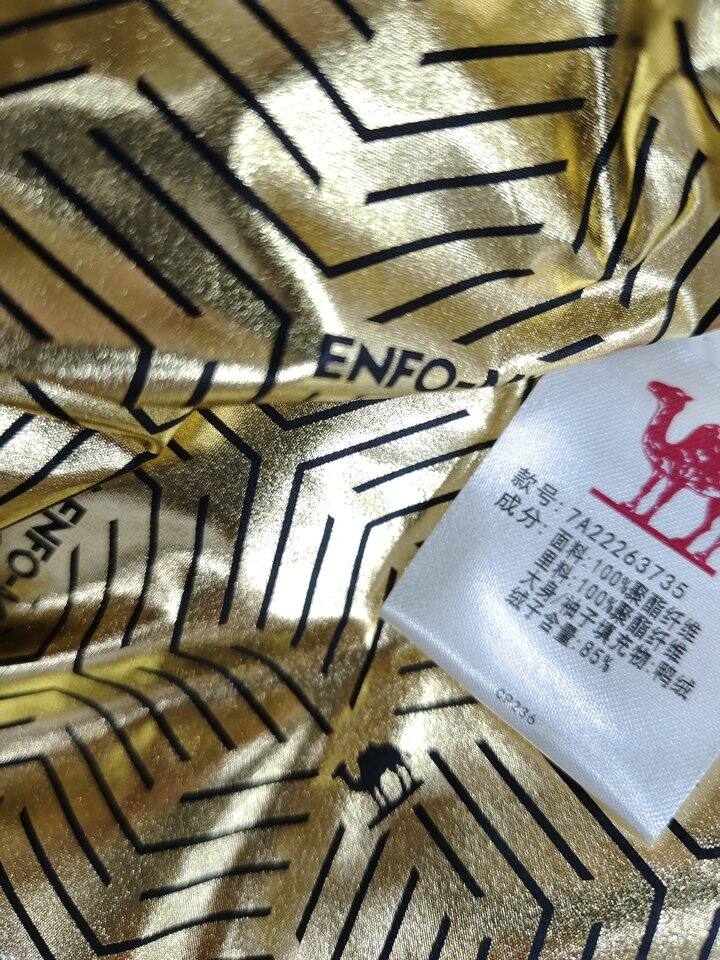 ENFO-M
ENFO-M
款号: 7A22263735
成分: 面料:100%聚酯纤维
里料:100%聚酯纤维
大身/袖子填充物:鸭绒
绒子含量:85%
CP236